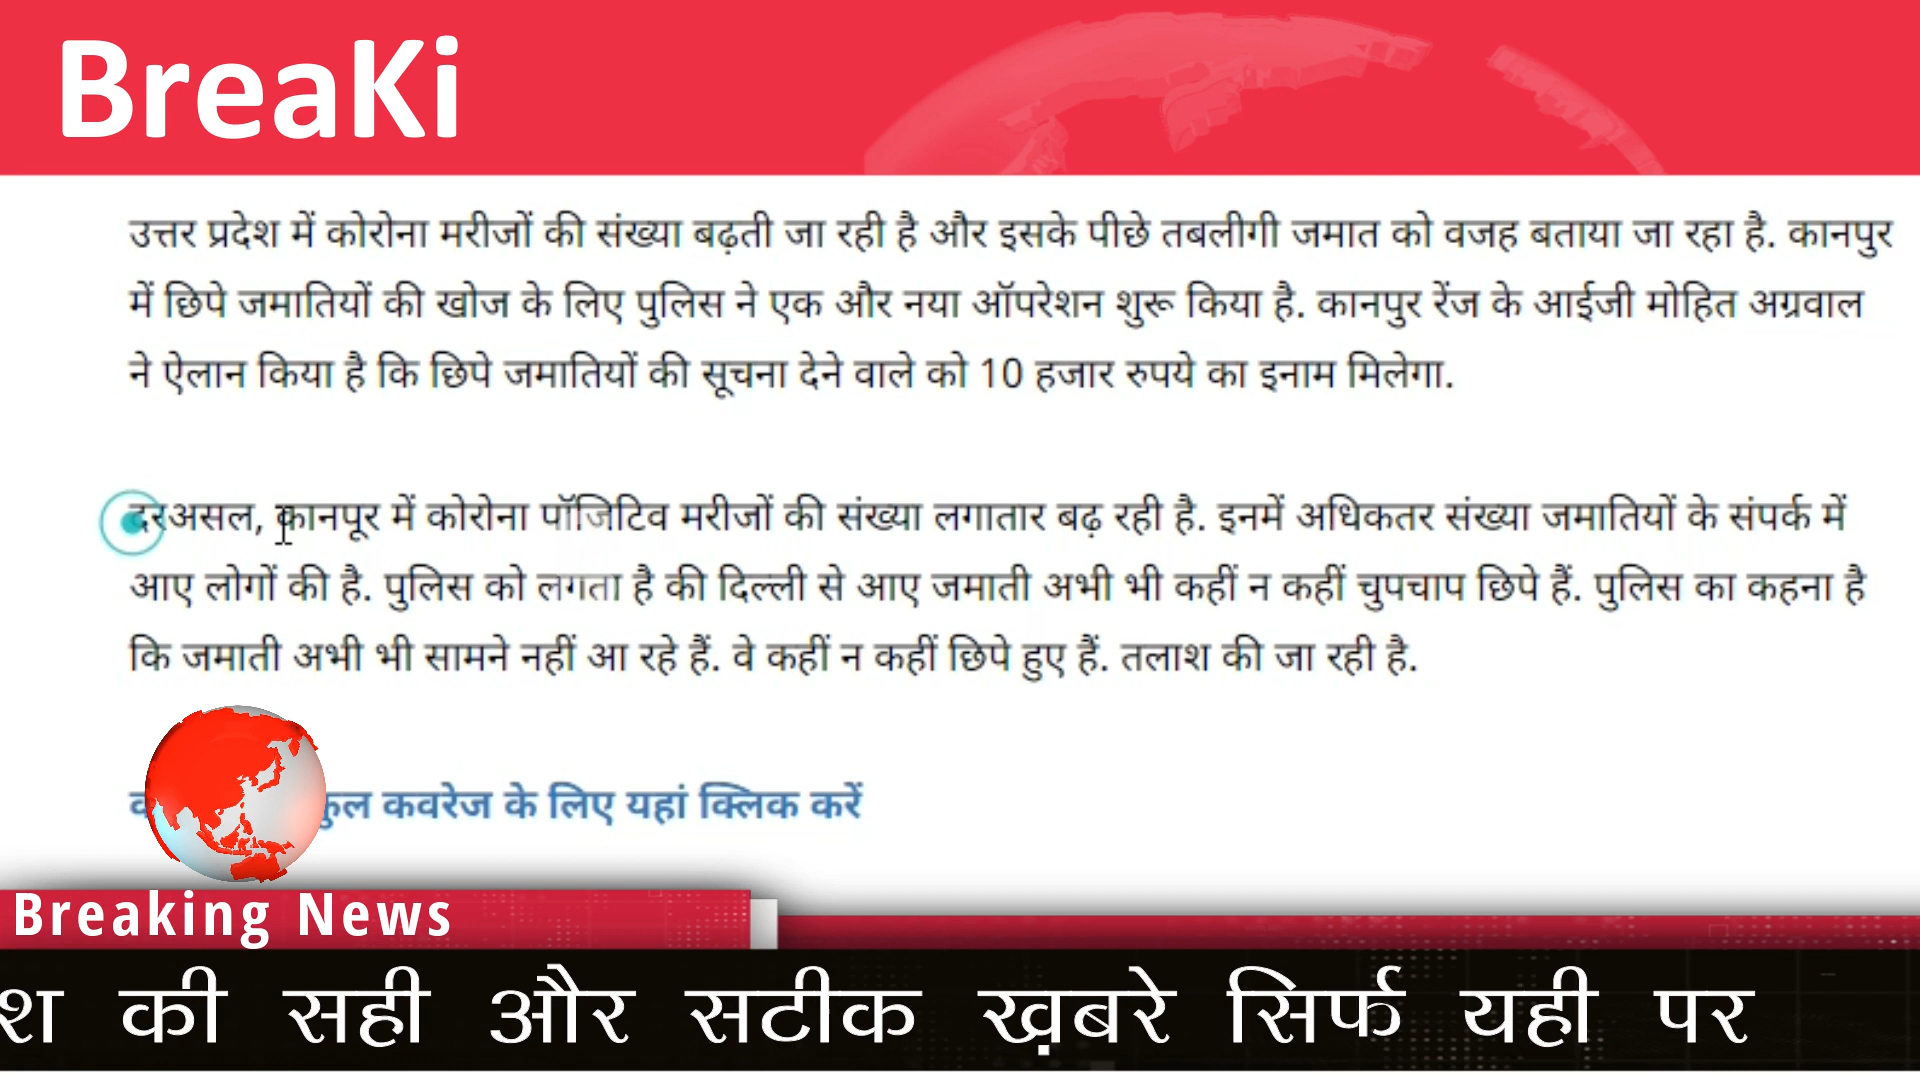 BreaKi
उत्तर प्रदेश में कोरोना मरीजों की संख्या बढ़ती जा रही है और इसके पीछे तबलीगी जमात को वजह बताया जा रहा है. कानपुर
में छिपे जमातियों की खोज के लिए पुलिस ने एक और नया ऑपरेशन शुरू किया है. कानपुर रेंज के आईजी मोहित अग्रवाल
ने ऐलान किया है कि छिपे जमातियों की सूचना देने वाले को 10 हजार रुपये का इनाम मिलेगा.
दरअसल, कानपूर में कोरोना पॉजिटिव मरीजों की संख्या लगातार बढ़ रही है. इनमें अधिकतर संख्या जमातियों के संपर्क में
आए लोगों की है. पुलिस को लगता है की दिल्ली से आए जमाती अभी भी कहीं न कहीं चुपचाप छिपे हैं. पुलिस का कहना है
कि जमाती अभी भी सामने नहीं आ रहे हैं. वे कहीं न कहीं छिपे हुए हैं. तलाश की जा रही है.
कवरेज के लिए यहां क्लिक करें
Breaking News
की सही और सटीक ख़बरे सिर्फ यही पर